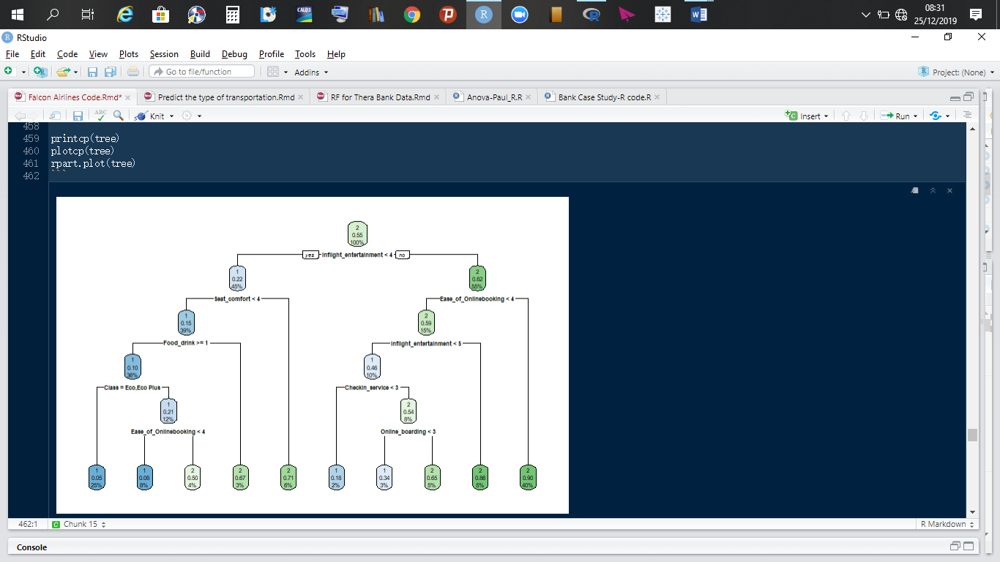 CALD3
08:31
25/12/2019
RStudio
File Edit Code View Plots Session Build Debug Profile Tools Help
Go to file/function Addins Project: (None)
Falcon Airlines Code.Rmd* Predict the type of transportation.Rmd RF for Thera Bank Data.Rmd Anova-Paul_R.R Bank Case Study-R code.R
ABC Knit Insert Run
458
459 printcp(tree)
460 plotcp(tree)
461 rpart.plot(tree)
462 ```
2
0.55
100%
yes Inflight_entertainment < 4 no
1 2
0.22 0.82
45% 55%
Seat_comfort < 4 Ease_of_Onlinebooking < 4
1 2
0.15 0.59
39% 15%
Food_drink >= 1 Inflight_entertainment < 5
1 1
0.10 0.46
36% 10%
Class = Eco,Eco Plus Checkin_service < 3
1 2
0.21 0.54
12% 8%
Ease_of_Onlinebooking < 4 Online_boarding < 3
1 1 2 2 2 1 1 2 2 2
0.05 0.08 0.50 0.67 0.71 0.18 0.34 0.65 0.86 0.90
25% 8% 4% 3% 6% 2% 3% 5% 5% 40%
462:1 C Chunk 15 R Markdown
Console